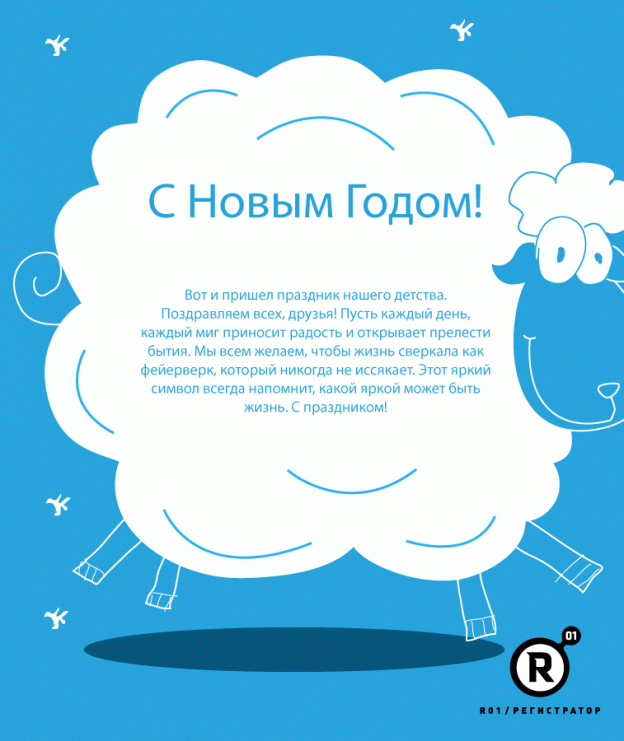 С Новым Годом!
Вот и пришел праздник нашего детства.
Поздравляем всех, друзья! Пусть каждый день,
каждый миг приносит радость и открывает прелести
бытия. Мы всем желаем, чтобы жизнь сверкала как
фейерверк, который никогда не иссякает. Этот яркий
символ всегда напомнит, какой яркой может быть
жизнь. С праздником!
01
R
R01/РЕГИСТРАТОР